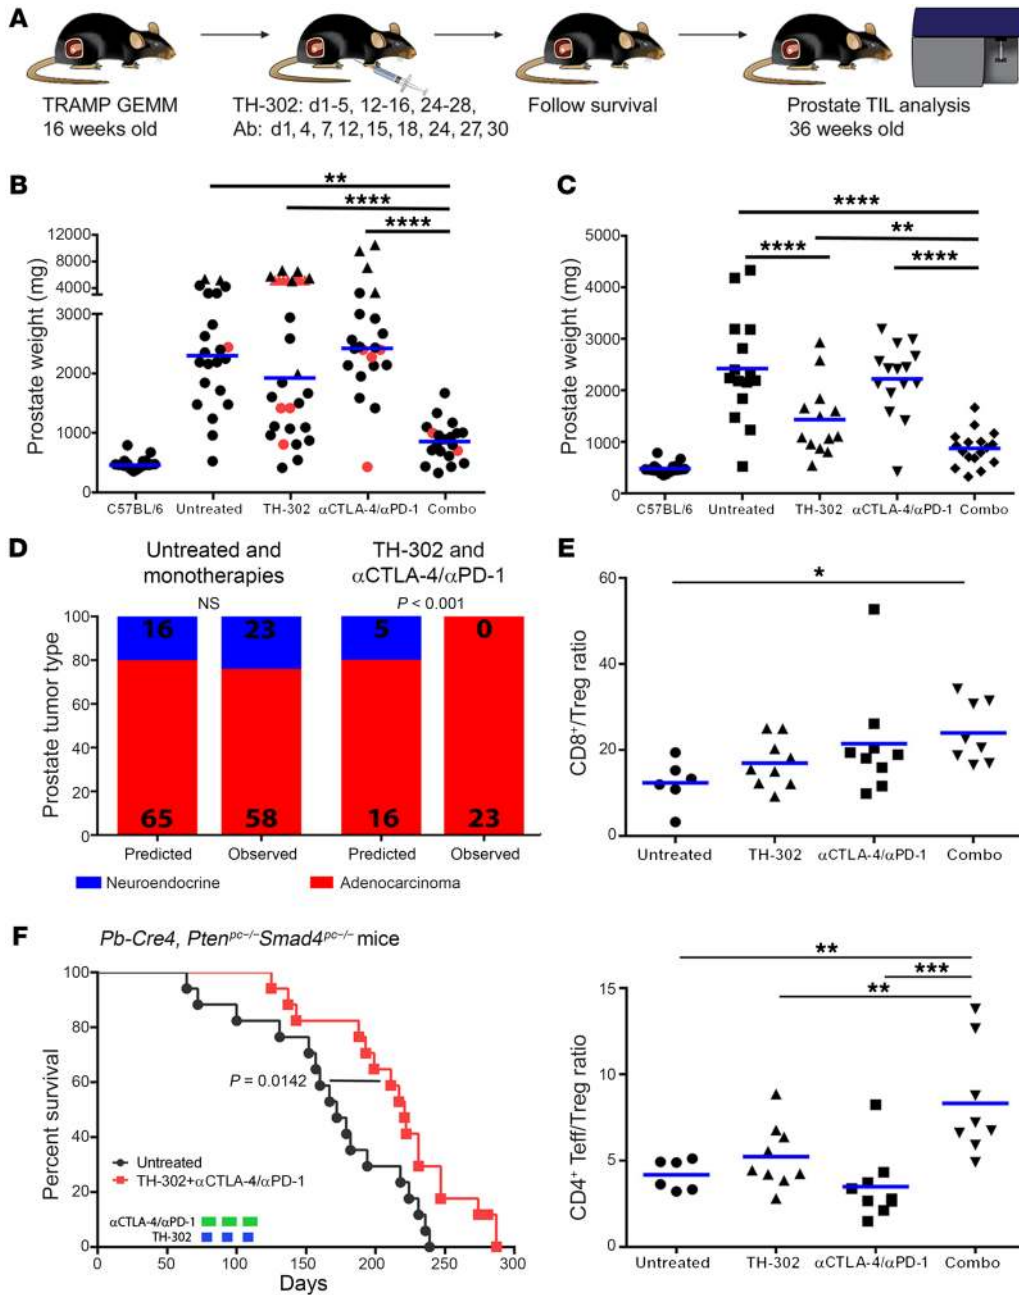 A
TRAMP GEMM
16 weeks old
TH-302: d1-5, 12-16, 24-28,
Ab: d1, 4, 7, 12, 15, 18, 24, 27, 30
Follow survival
Prostate TIL analysis
36 weeks old
B
**
****
****
Prostate weight (mg)
12000
8000
4000
3000
2000
1000
0
C57BL/6
Untreated
TH-302
αCTLA-4/αPD-1
Combo
C
****
**
****
****
Prostate weight (mg)
5000
4000
3000
2000
1000
0
C57BL/6
Untreated
TH-302
αCTLA-4/αPD-1
Combo
D
Untreated and
monotherapies
NS
TH-302 and
αCTLA-4/αPD-1
P < 0.001
Prostate tumor type
100
80
60
40
20
0
16
23
5
0
65
58
16
23
Predicted
Observed
Predicted
Observed
Neuroendocrine
Adenocarcinoma
E
*
CD8⁺/Treg ratio
60
40
20
0
Untreated
TH-302
αCTLA-4/αPD-1
Combo
**
***
**
CD4⁺ Teff/Treg ratio
15
10
5
0
Untreated
TH-302
αCTLA-4/αPD-1
Combo
F
Pb-Cre4, Ptenᵖᶜ⁻/⁻Smad4ᵖᶜ⁻/⁻ mice
Percent survival
100
80
60
40
20
0
P = 0.0142
Untreated
TH-302+αCTLA-4/αPD-1
αCTLA-4/αPD-1
TH-302
0
50
100
150
200
250
300
Days